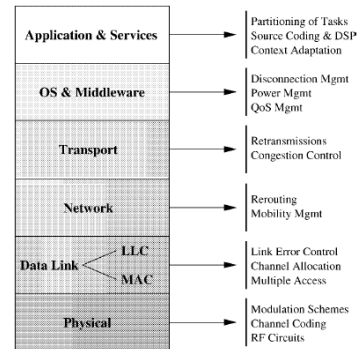 Application & Services
Partitioning of Tasks
Source Coding & DSP
Context Adaptation
OS & Middleware
Disconnection Mgmt
Power Mgmt
QoS Mgmt
Transport
Retransmissions
Congestion Control
Network
Rerouting
Mobility Mgmt
Data Link
LLC
MAC
Link Error Control
Channel Allocation
Multiple Access
Physical
Modulation Schemes
Channel Coding
RF Circuits